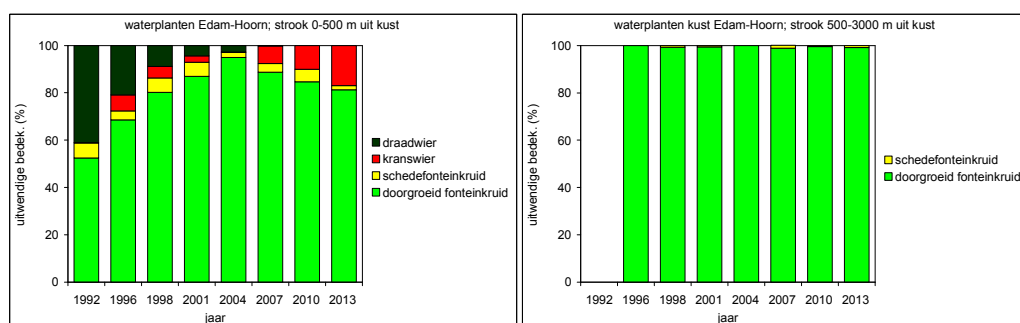 waterplanten Edam-Hoorn; strook 0-500 m uit kust
uitwendige bedek. (%)
100
80
60
40
20
0
1992 1996 1998 2001 2004 2007 2010 2013
jaar
draadwier
kranswier
schedefonteinkruid
doorgroeid fonteinkruid
waterplanten kust Edam-Hoorn; strook 500-3000 m uit kust
uitwendige bedek. (%)
100
80
60
40
20
0
1992 1996 1998 2001 2004 2007 2010 2013
jaar
schedefonteinkruid
doorgroeid fonteinkruid